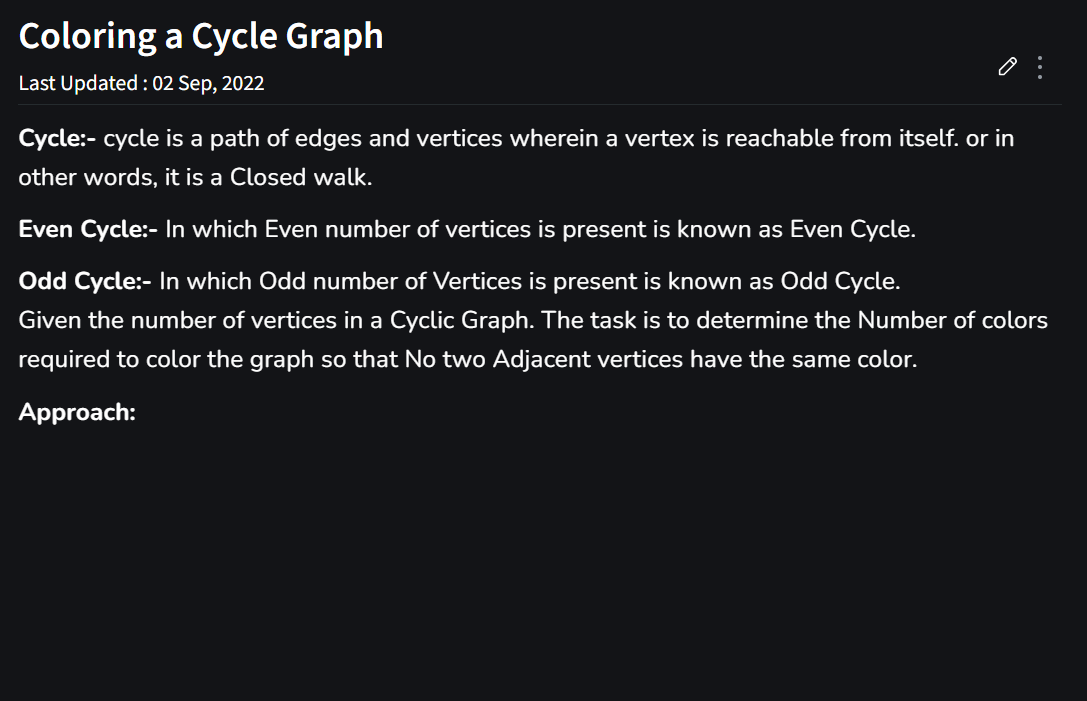 Coloring a Cycle Graph
Last Updated : 02 Sep, 2022
Cycle:- cycle is a path of edges and vertices wherein a vertex is reachable from itself. or in
other words, it is a Closed walk.
Even Cycle:- In which Even number of vertices is present is known as Even Cycle.
Odd Cycle:- In which Odd number of Vertices is present is known as Odd Cycle.
Given the number of vertices in a Cyclic Graph. The task is to determine the Number of colors
required to color the graph so that No two Adjacent vertices have the same color.
Approach: